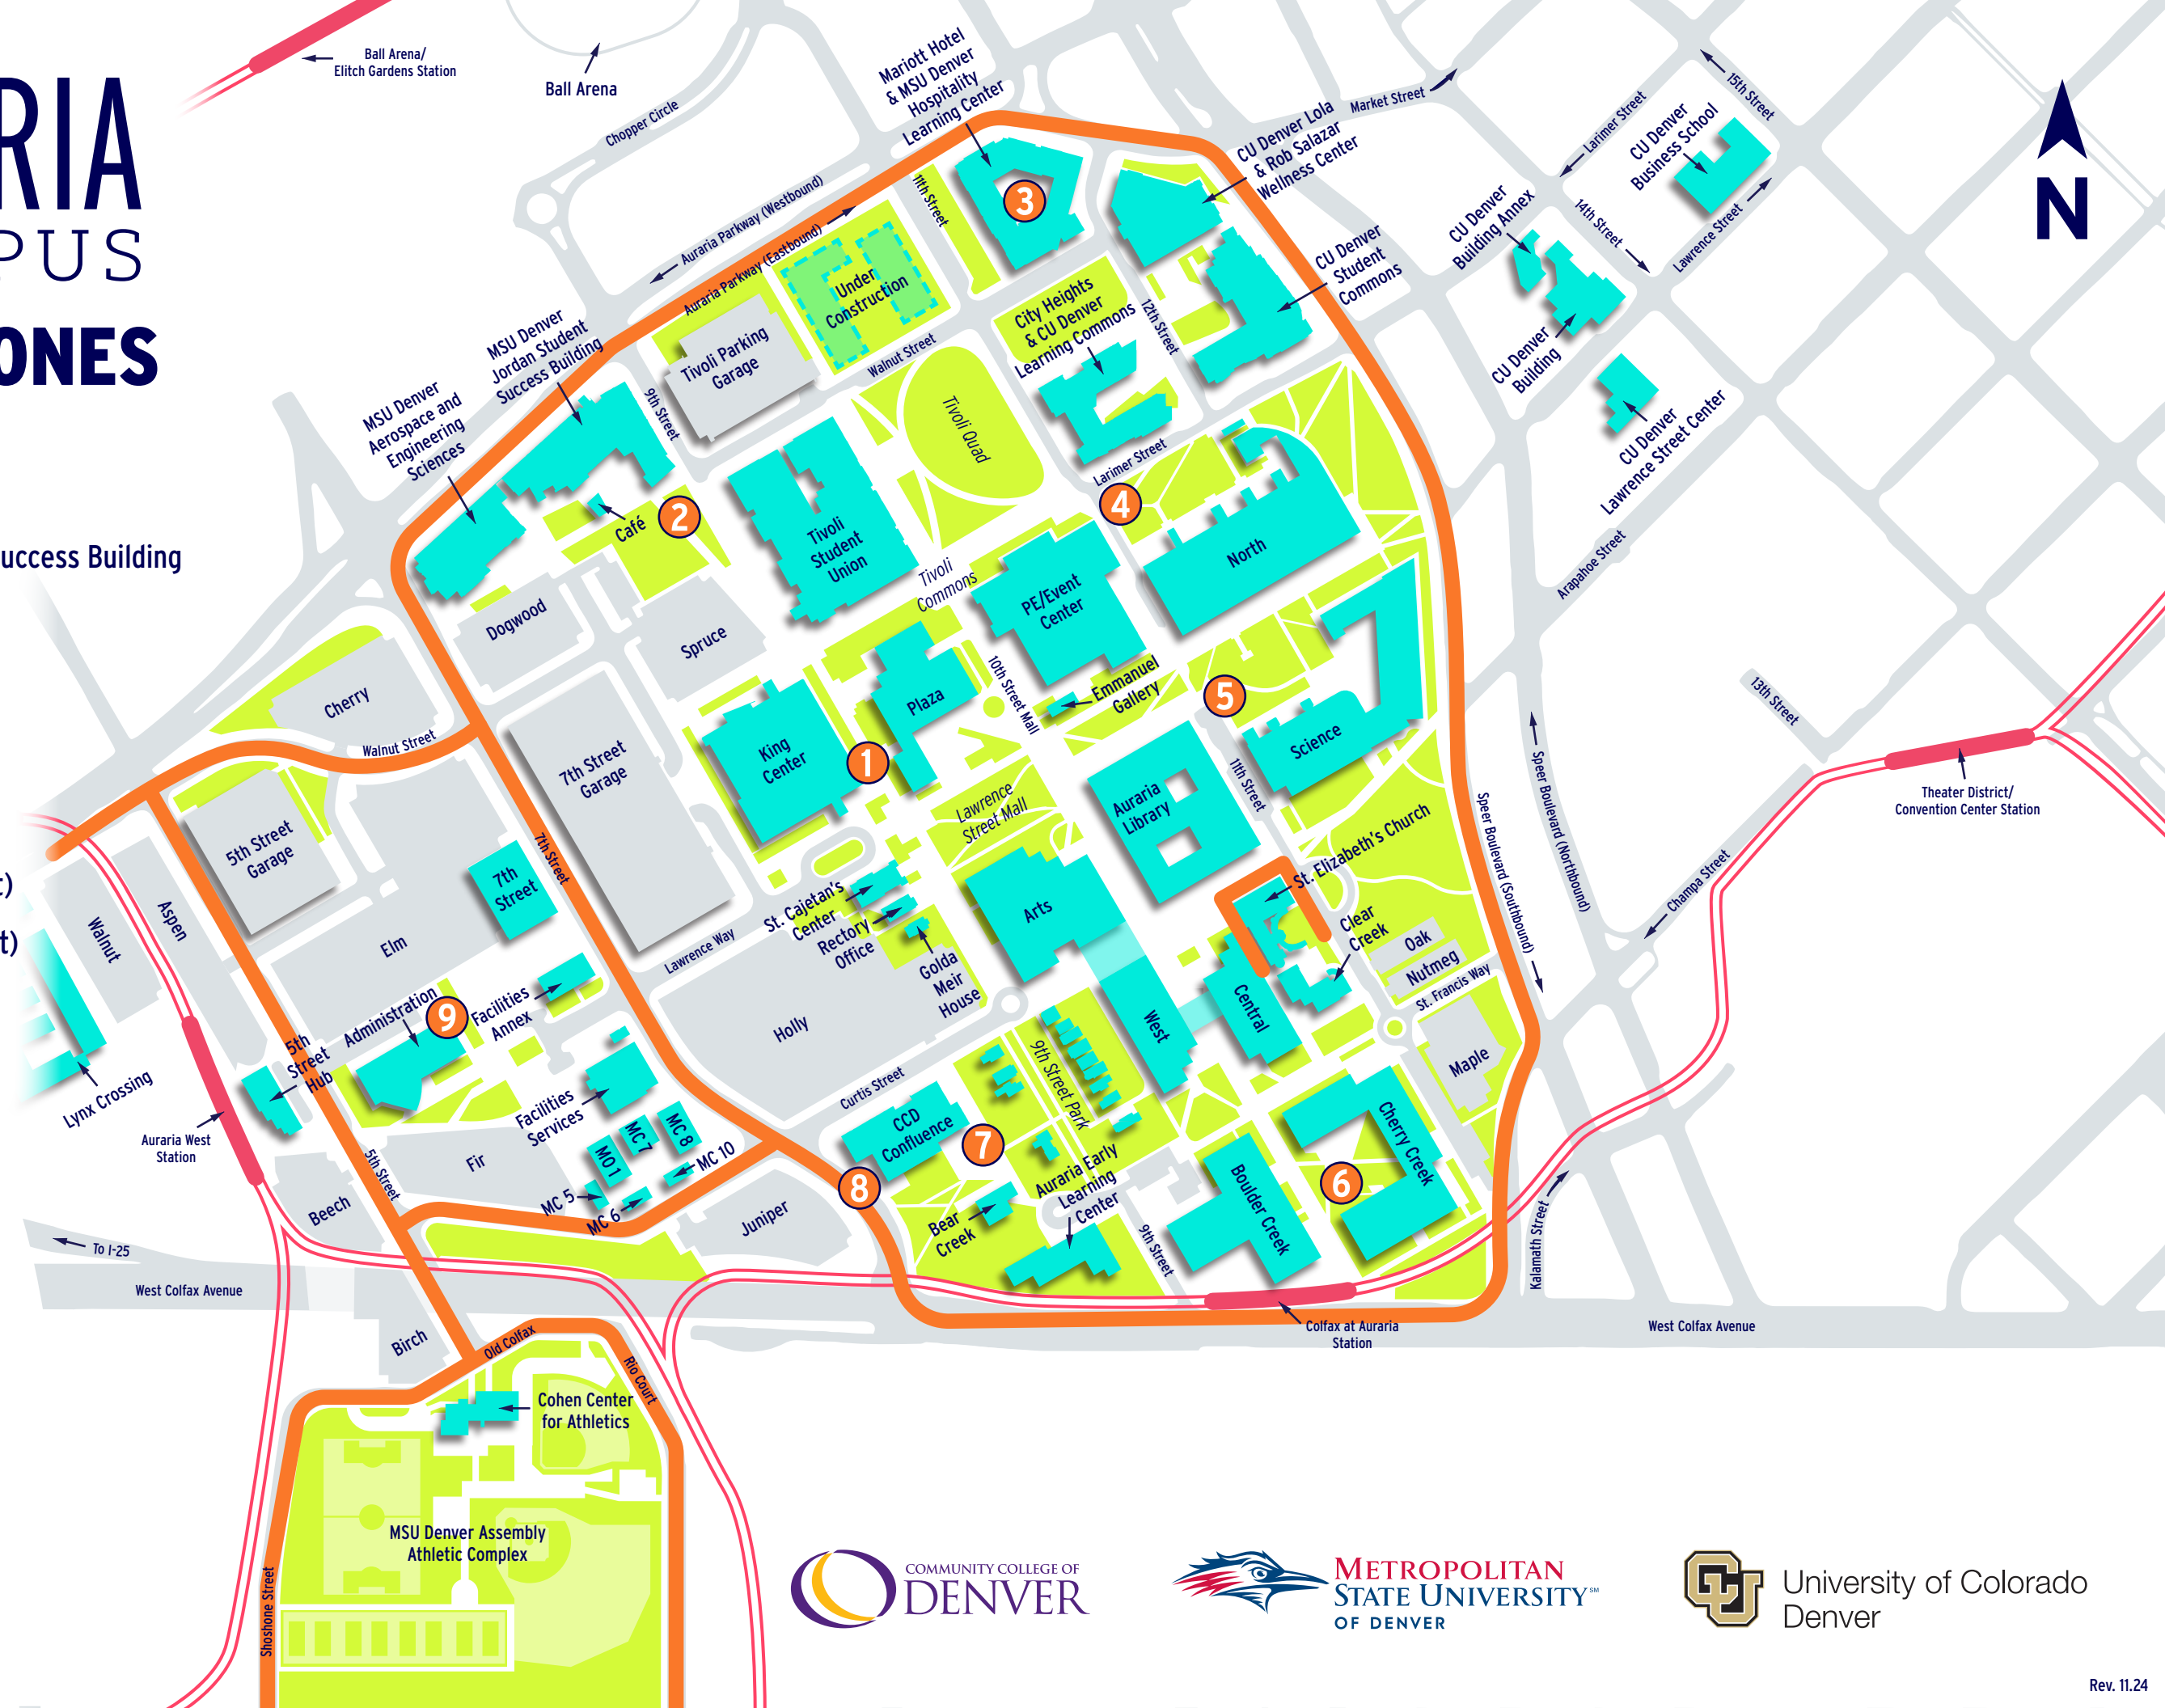 RIA
PUS
ONES
uccess Building
t)
t)
Ball Arena/
Elitch Gardens Station
Ball Arena
Chopper Circle
Mariott Hotel
& MSU Denver
Hospitality
Learning Center
Market Street
CU Denver Lola
& Rob Salazar
Wellness Center
Larimer Street
15th Street
CU Denver
Business School
14th Street
Lawrence Street
CU Denver
Building Annex
CU Denver
Building
CU Denver
Lawrence Street Center
CU Denver
Student
Commons
N
Auraria Parkway (Westbound)
Auraria Parkway (Eastbound)
11th Street
3
Under
Construction
City Heights
& CU Denver
Learning Commons
12th Street
MSU Denver
Jordan Student
Success Building
Tivoli Parking
Garage
Walnut Street
9th Street
MSU Denver
Aerospace and
Engineering
Sciences
Tivoli Quad
Larimer Street
4
Café
2
Tivoli
Student
Union
North
Arapahoe Street
Tivoli
Commons
PE/Event
Center
Dogwood
Spruce
Cherry
Walnut Street
10th Street Mall
Emmanuel
Gallery
5
Plaza
King
Center
1
Science
11th Street
13th Street
7th Street
Garage
Auraria
Library
Lawrence
Street Mall
Speer Boulevard (Northbound)
Speer Boulevard (Southbound)
Theater District/
Convention Center Station
5th Street
Garage
7th Street
7th
Street
St. Elizabeth's Church
Champa Street
Walnut
Aspen
Elm
St. Cajetan's
Center
Rectory
Office
Golda
Meir
House
Arts
Clear
Creek
Oak
Nutmeg
St. Francis Way
Lawrence Way
Administration
9
Facilities
Annex
Holly
West
Central
Maple
5th
Street
Hub
Lynx Crossing
Auraria West
Station
Facilities
Services
Curtis Street
9th Street Park
CCD
Confluence
7
Cherry Creek
MC 8
MC 7
MO1
MC 10
MC 5
MC 6
Fir
5th Street
Beech
Juniper
8
Auraria Early
Learning
Center
Bear
Creek
9th Street
Boulder Creek
6
Kalamath Street
To I-25
West Colfax Avenue
Colfax at Auraria
Station
West Colfax Avenue
Birch
Old Colfax
Rio Court
Cohen Center
for Athletics
MSU Denver Assembly
Athletic Complex
Shoshone Street
COMMUNITY COLLEGE OF
DENVER
METROPOLITAN
STATE UNIVERSITY℠
OF DENVER
CU
University of Colorado
Denver
Rev. 11.24